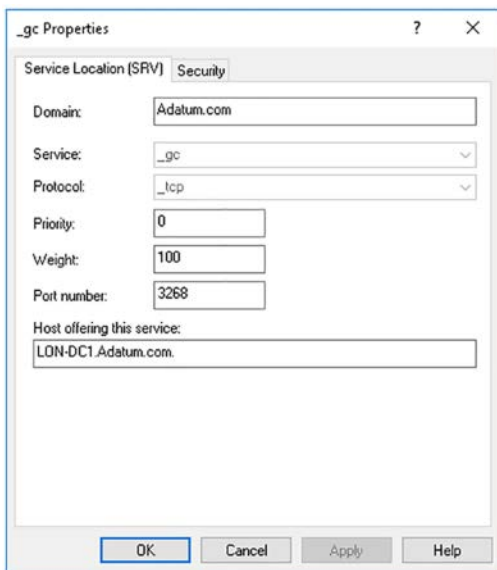 _gc Properties
? ×
Service Location (SRV) Security
Domain: Adatum.com
Service: _gc
Protocol: _tcp
Priority: 0
Weight: 100
Port number: 3268
Host offering this service:
LON-DC1.Adatum.com.
OK Cancel Apply Help